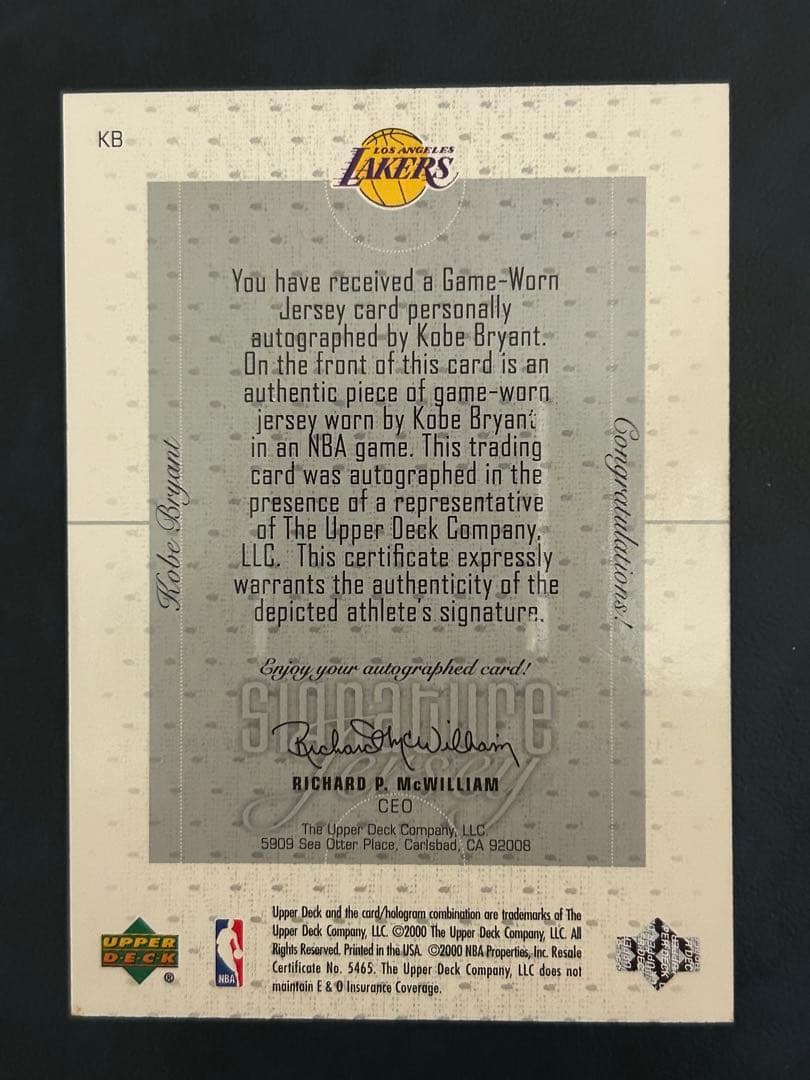 KB
LOS ANGELES
LAKERS
You have received a Game-Worn
Jersey card personally
autographed by Kobe Bryant.
On the front of this card is an
authentic piece of game-worn
jersey worn by Kobe Bryant
in an NBA game. This trading
card was autographed in the
presence of a representative
of The Upper Deck Company,
LLC. This certificate expressly
warrants the authenticity of the
depicted athlete's signature.
Kobe Bryant
Congratulations!
Enjoy your autographed card!
signature
Jersey
Richard P McWilliam
RICHARD P. McWILLIAM
CEO
The Upper Deck Company, LLC.
5909 Sea Otter Place, Carlsbad, CA 92008
UPPER
D·E·C·K
®
NBA
Upper Deck and the card/hologram combination are trademarks of The
Upper Deck Company, LLC. ©2000 The Upper Deck Company, LLC. All
Rights Reserved. Printed in the USA. ©2000 NBA Properties, Inc. Resale
Certificate No. 5465. The Upper Deck Company, LLC does not
maintain E & O Insurance Coverage.